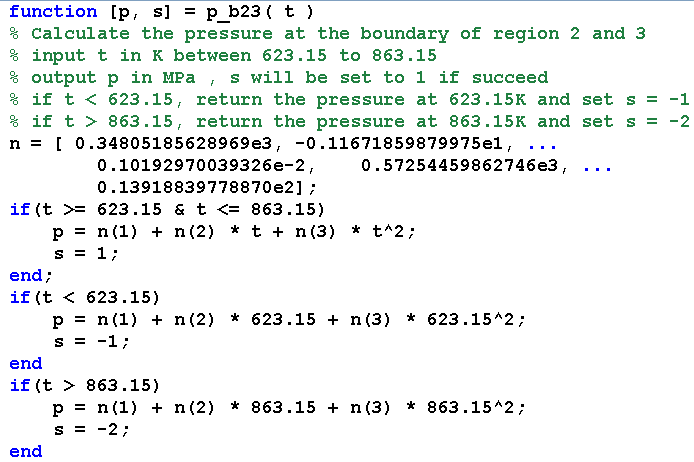 function [p, s] = p_b23( t )
% Calculate the pressure at the boundary of region 2 and 3
% input t in K between 623.15 to 863.15
% output p in MPa , s will be set to 1 if succeed
% if t < 623.15, return the pressure at 623.15K and set s = -1
% if t > 863.15, return the pressure at 863.15K and set s = -2
n = [ 0.34805185628969e3, -0.11671859879975e1, ...
        0.10192970039326e-2,    0.57254459862746e3, ...
        0.13918839778870e2];
if(t >= 623.15 & t <= 863.15)
    p = n(1) + n(2) * t + n(3) * t^2;
    s = 1;
end;
if(t < 623.15)
    p = n(1) + n(2) * 623.15 + n(3) * 623.15^2;
    s = -1;
end
if(t > 863.15)
    p = n(1) + n(2) * 863.15 + n(3) * 863.15^2;
    s = -2;
end